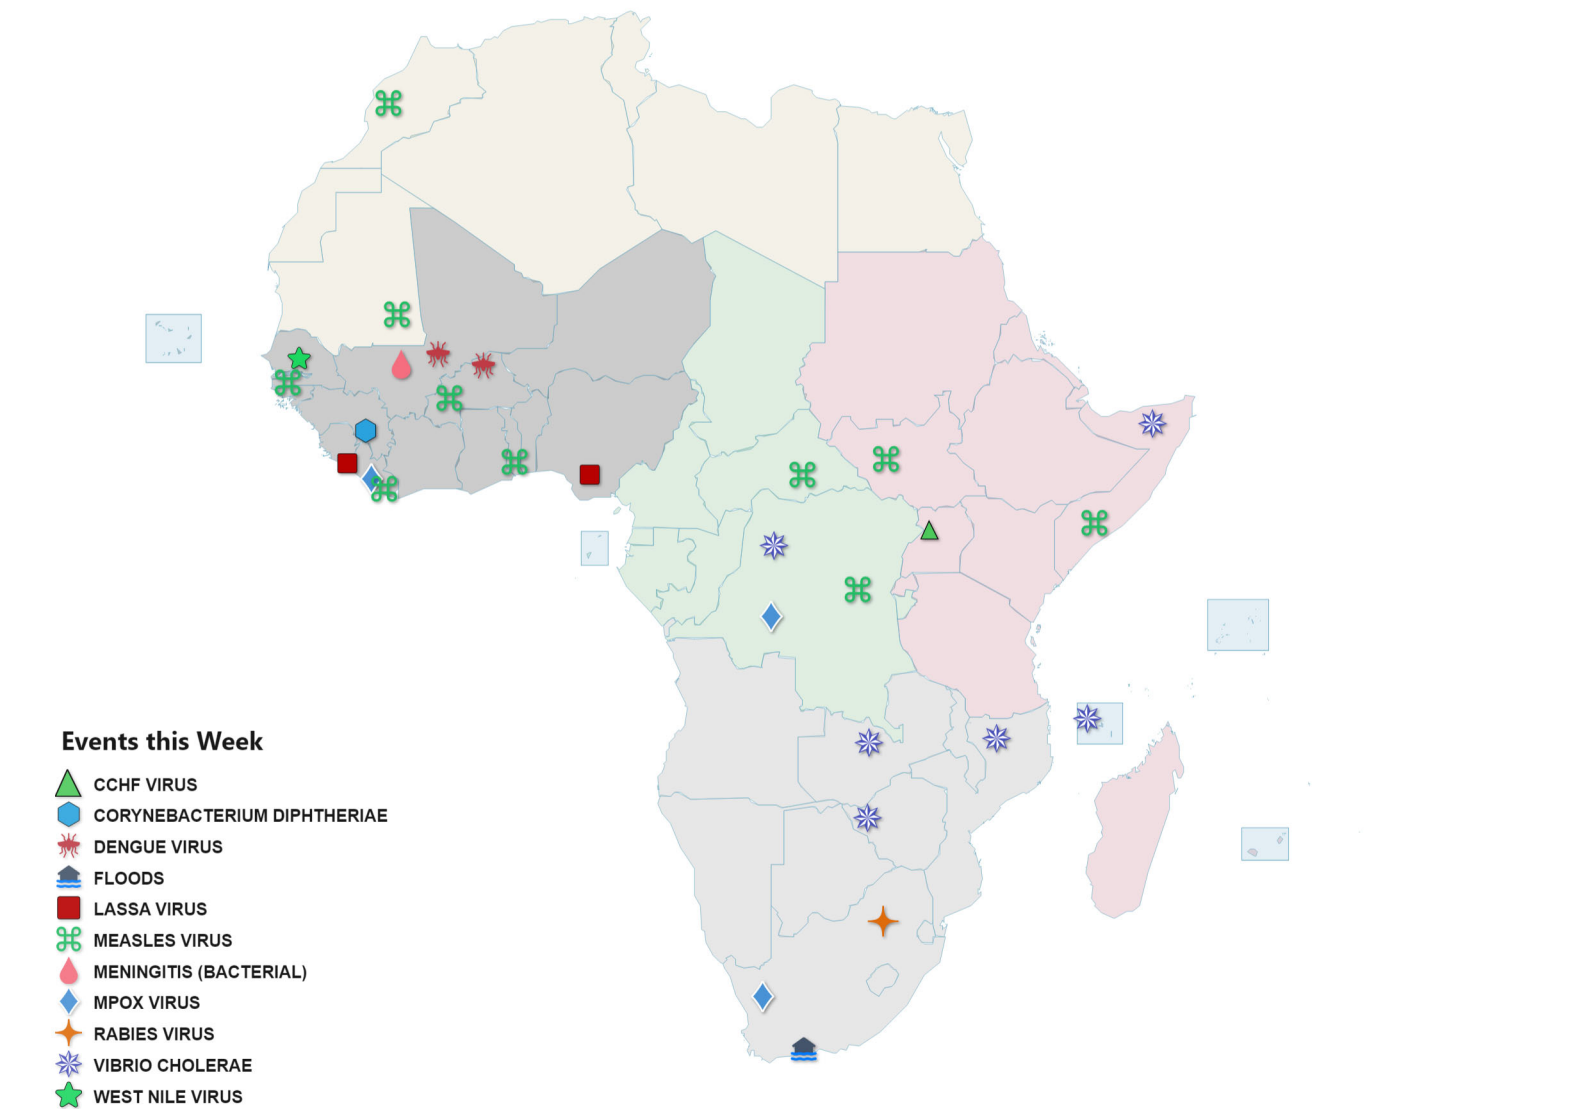 Events this Week
CCHF VIRUS
CORYNEBACTERIUM DIPHTHERIAE
DENGUE VIRUS
FLOODS
LASSA VIRUS
MEASLES VIRUS
MENINGITIS (BACTERIAL)
MPOX VIRUS
RABIES VIRUS
VIBRIO CHOLERAE
WEST NILE VIRUS